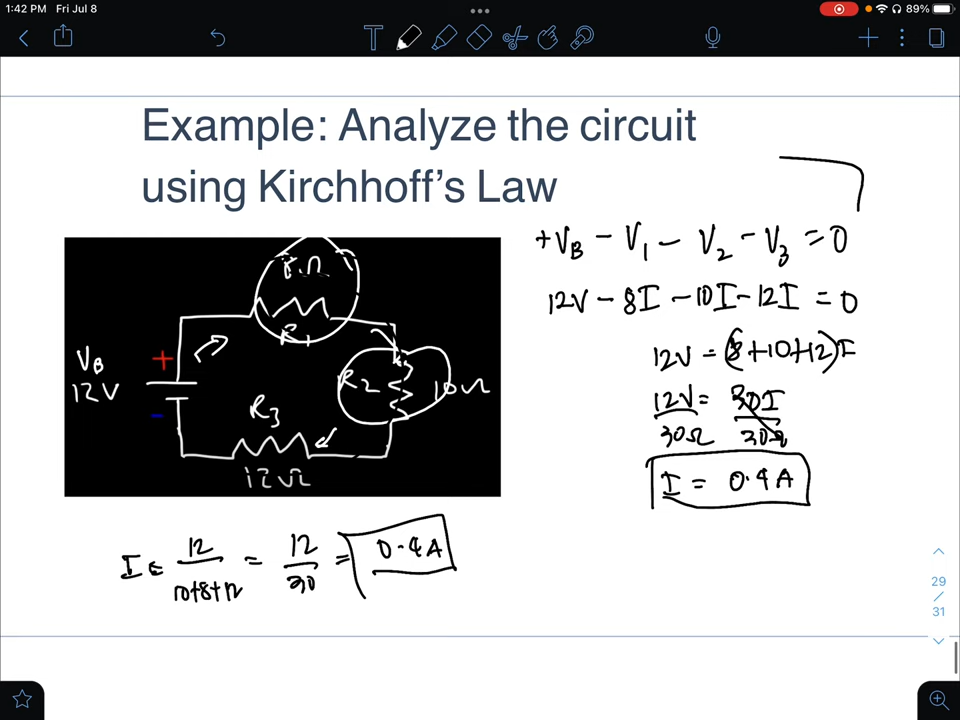 1:42 PM Fri Jul 8
89%
Example: Analyze the circuit
using Kirchhoff's Law
+VB − V1 − V2 − V3 = 0
12V − 8I − 10I − 12I = 0
12V = (8+10+12)I
12V = 30I
30Ω 30Ω
I = 0.4A
VB
12V
+
-
R1
R2
10Ω
R3
12Ω
I = 12 = 12 = 0.4A
10+8+12 30
29
/
31